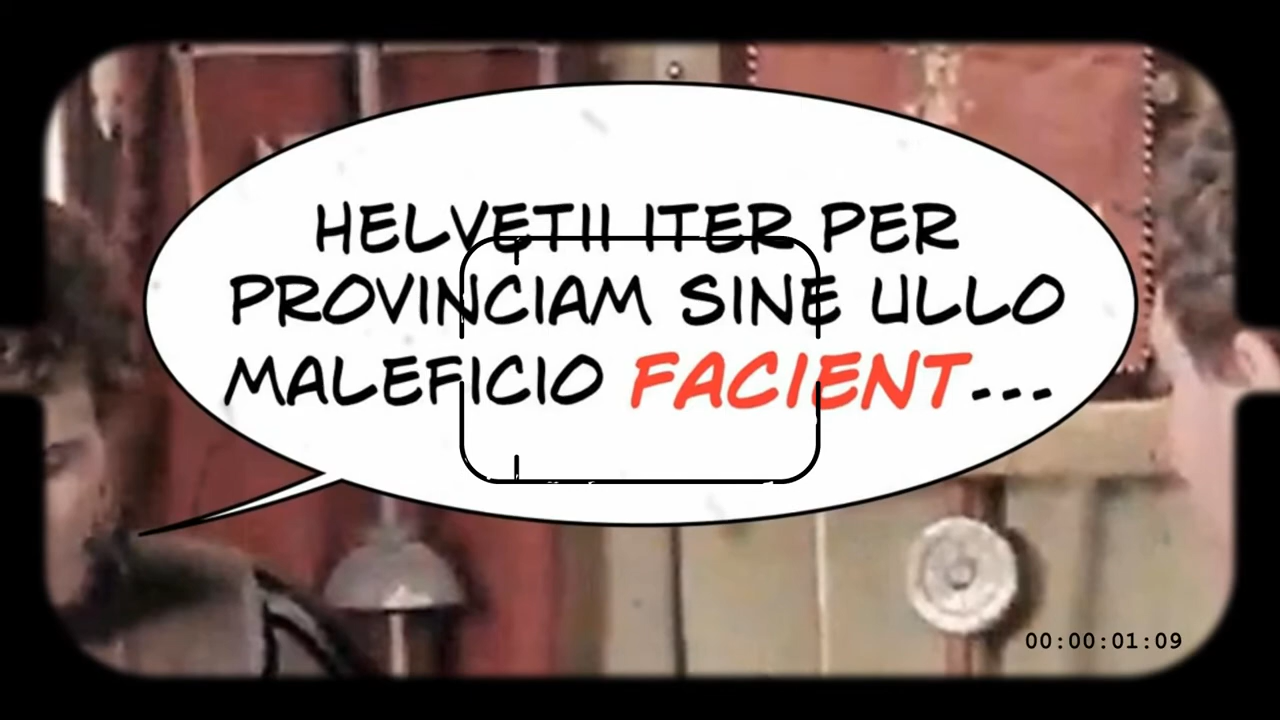 HELVETII ITER PER
PROVINCIAM SINE ULLO
MALEFICIO FACIENT...
00:00:01:09